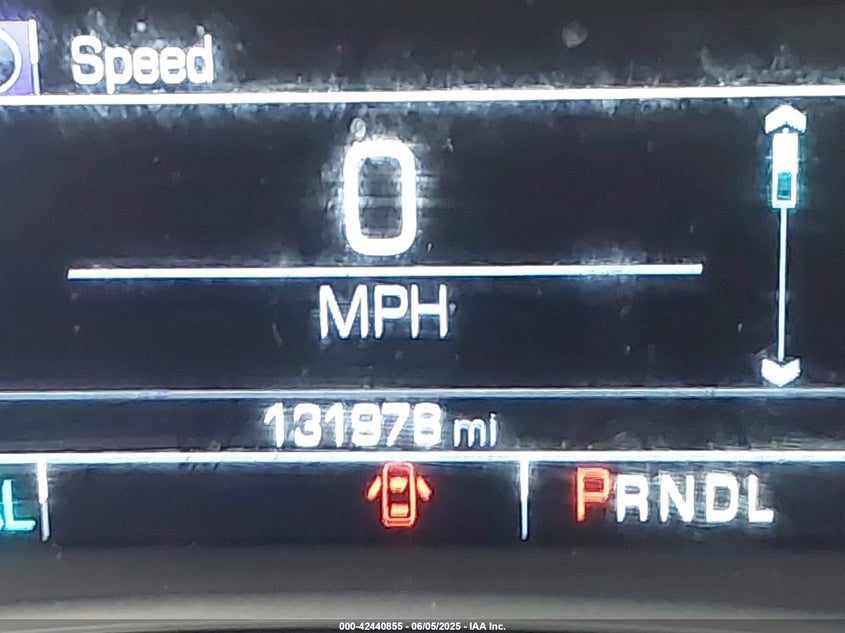 Speed
0
MPH
131978 mi
L
PRNDL
000-42440855 - 06/05/2025 - IAA Inc.